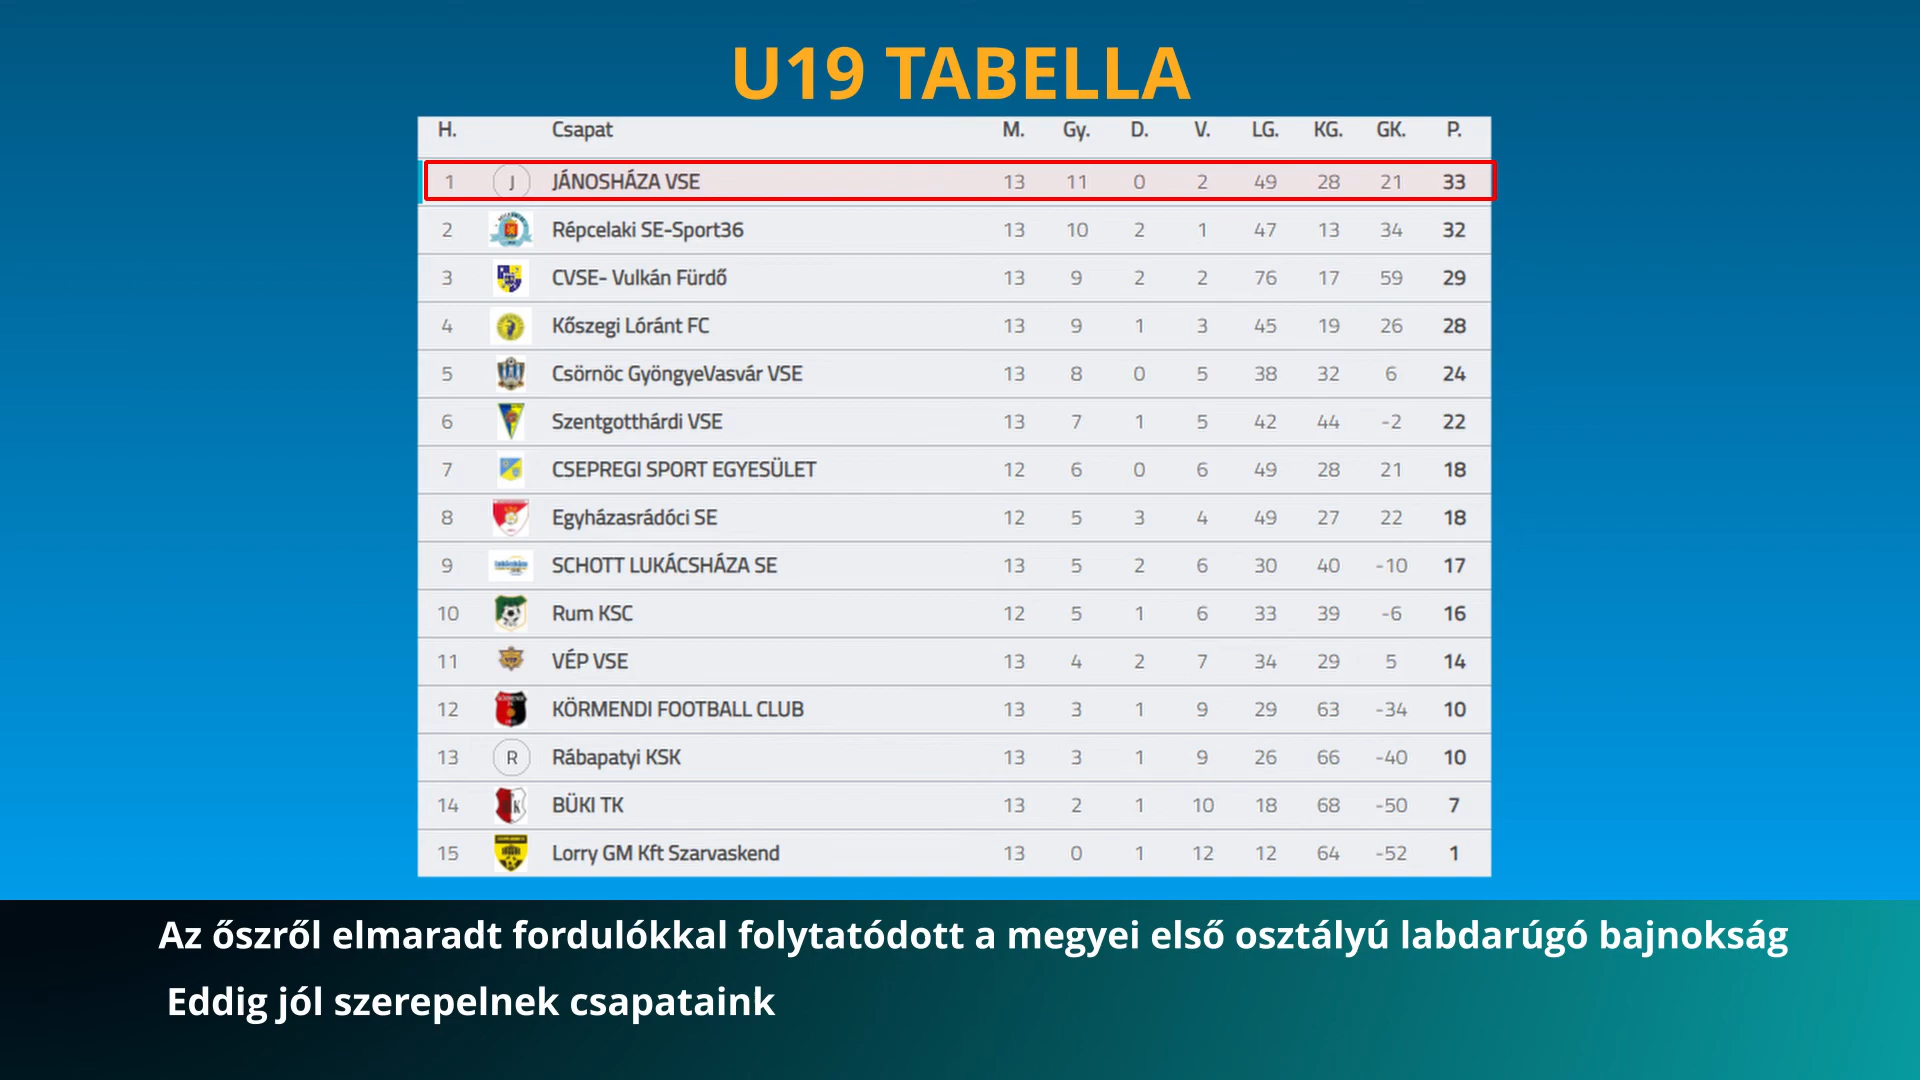 U19 TABELLA
H. Csapat M. Gy. D. V. LG. KG. GK. P.
1 J JÁNOSHÁZA VSE 13 11 0 2 49 28 21 33
2 Répcelaki SE-Sport36 13 10 2 1 47 13 34 32
3 CVSE- Vulkán Fürdő 13 9 2 2 76 17 59 29
4 Kőszegi Lóránt FC 13 9 1 3 45 19 26 28
5 Csörnöc GyöngyeVasvár VSE 13 8 0 5 38 32 6 24
6 Szentgotthárdi VSE 13 7 1 5 42 44 -2 22
7 CSEPREGI SPORT EGYESÜLET 12 6 0 6 49 28 21 18
8 Egyházasrádóci SE 12 5 3 4 49 27 22 18
9 SCHOTT LUKÁCSHÁZA SE 13 5 2 6 30 40 -10 17
10 Rum KSC 12 5 1 6 33 39 -6 16
11 VÉP VSE 13 4 2 7 34 29 5 14
12 KÖRMENDI FOOTBALL CLUB 13 3 1 9 29 63 -34 10
13 R Rábapatyi KSK 13 3 1 9 26 66 -40 10
14 BÜKI TK 13 2 1 10 18 68 -50 7
15 Lorry GM Kft Szarvaskend 13 0 1 12 12 64 -52 1
Az őszről elmaradt fordulókkal folytatódott a megyei első osztályú labdarúgó bajnokság
Eddig jól szerepelnek csapataink